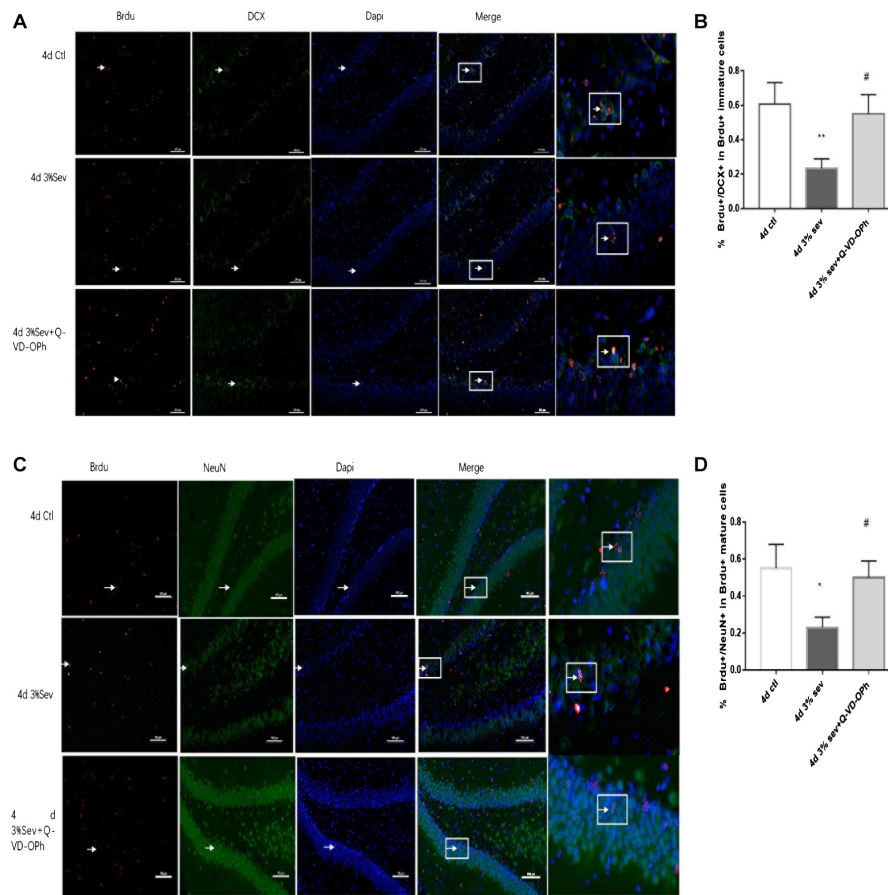 A
Brdu DCX Dapi Merge
4d Ctl
4d 3%Sev
4d 3%Sev+Q-
VD-OPh
B
% Brdu+/DCX+ in Brdu+ immature cells
0.8
0.6
0.4
0.2
0.0
**
#
4d ctl
4d 3% sev
4d 3% sev+Q-VD-OPh
C
Brdu NeuN Dapi Merge
4d Ctl
4d 3%Sev
4 d
3%Sev+Q-
VD-OPh
D
% Brdu+/NeuN+ in Brdu+ mature cells
0.8
0.6
0.4
0.2
0.0
*
#
4d ctl
4d 3% sev
4d 3% sev+Q-VD-OPh